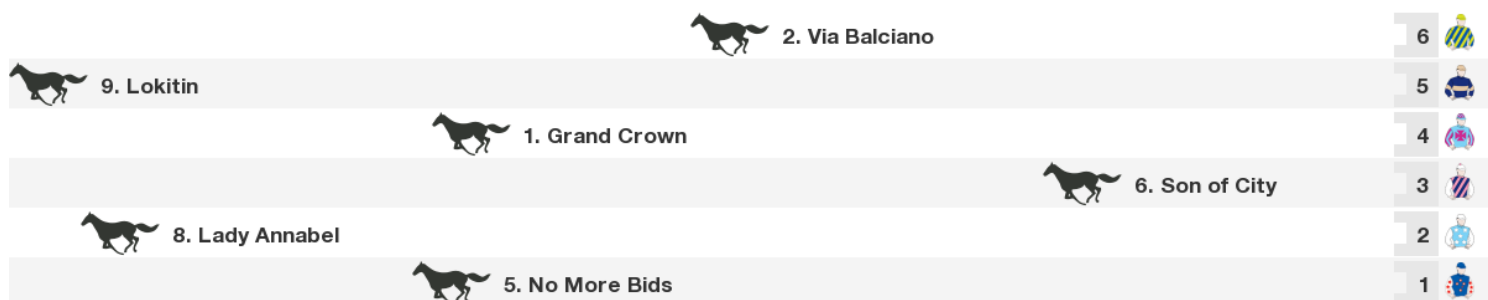 2. Via Balciano 6
9. Lokitin 5
1. Grand Crown 4
6. Son of City 3
8. Lady Annabel 2
5. No More Bids 1